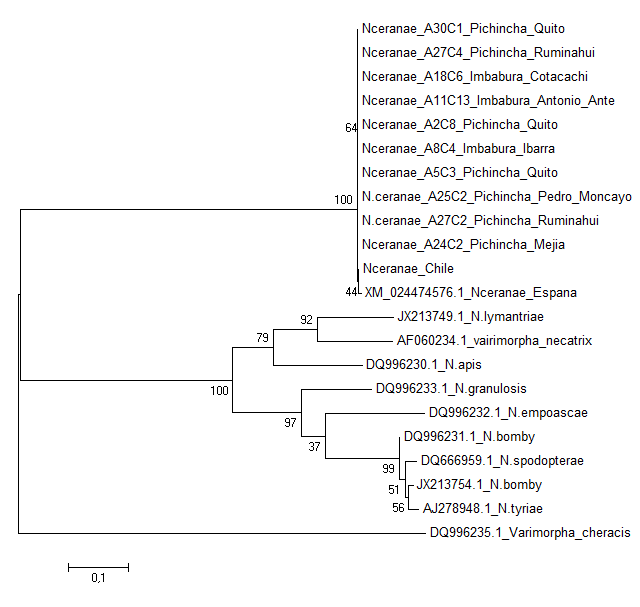 Nceranae_A30C1_Pichincha_Quito
Nceranae_A27C4_Pichincha_Ruminahui
Nceranae_A18C6_Imbabura_Cotacachi
Nceranae_A11C13_Imbabura_Antonio_Ante
64
Nceranae_A2C8_Pichincha_Quito
Nceranae_A8C4_Imbabura_Ibarra
Nceranae_A5C3_Pichincha_Quito
100
N.ceranae_A25C2_Pichincha_Pedro_Moncayo
N.ceranae_A27C2_Pichincha_Ruminahui
Nceranae_A24C2_Pichincha_Mejia
Nceranae_Chile
44
XM_024474576.1_Nceranae_Espana
92
JX213749.1_N.lymantriae
79
AF060234.1_vairimorpha_necatrix
DQ996230.1_N.apis
100
DQ996233.1_N.granulosis
97
DQ996232.1_N.empoascae
37
DQ996231.1_N.bomby
99
DQ666959.1_N.spodopterae
51
JX213754.1_N.bomby
56
AJ278948.1_N.tyriae
DQ996235.1_Varimorpha_cheracis
0,1